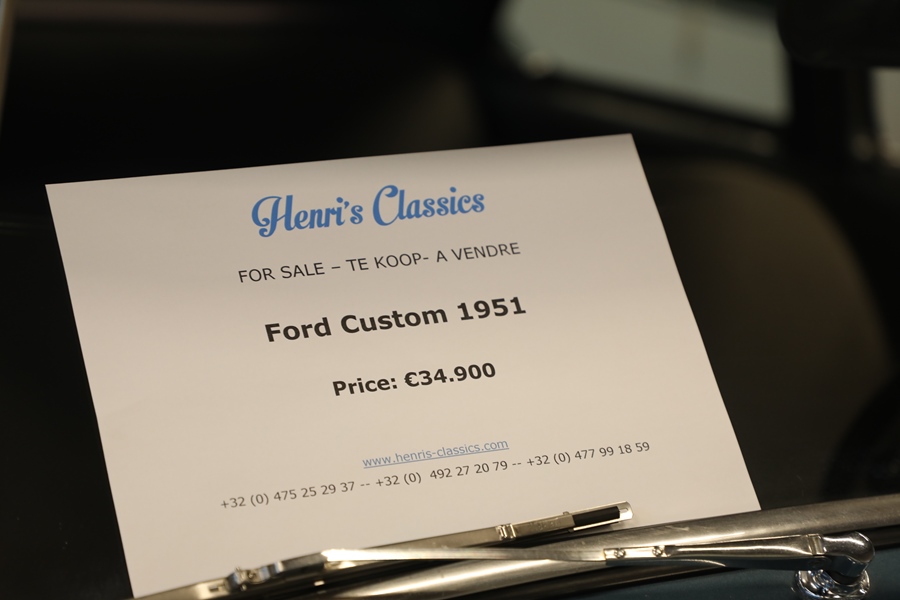 Henri's Classics
FOR SALE – TE KOOP- A VENDRE
Ford Custom 1951
Price: €34.900
www.henris-classics.com
+32 (0) 475 25 29 37 -- +32 (0)  492 27 20 79 -- +32 (0) 477 99 18 59